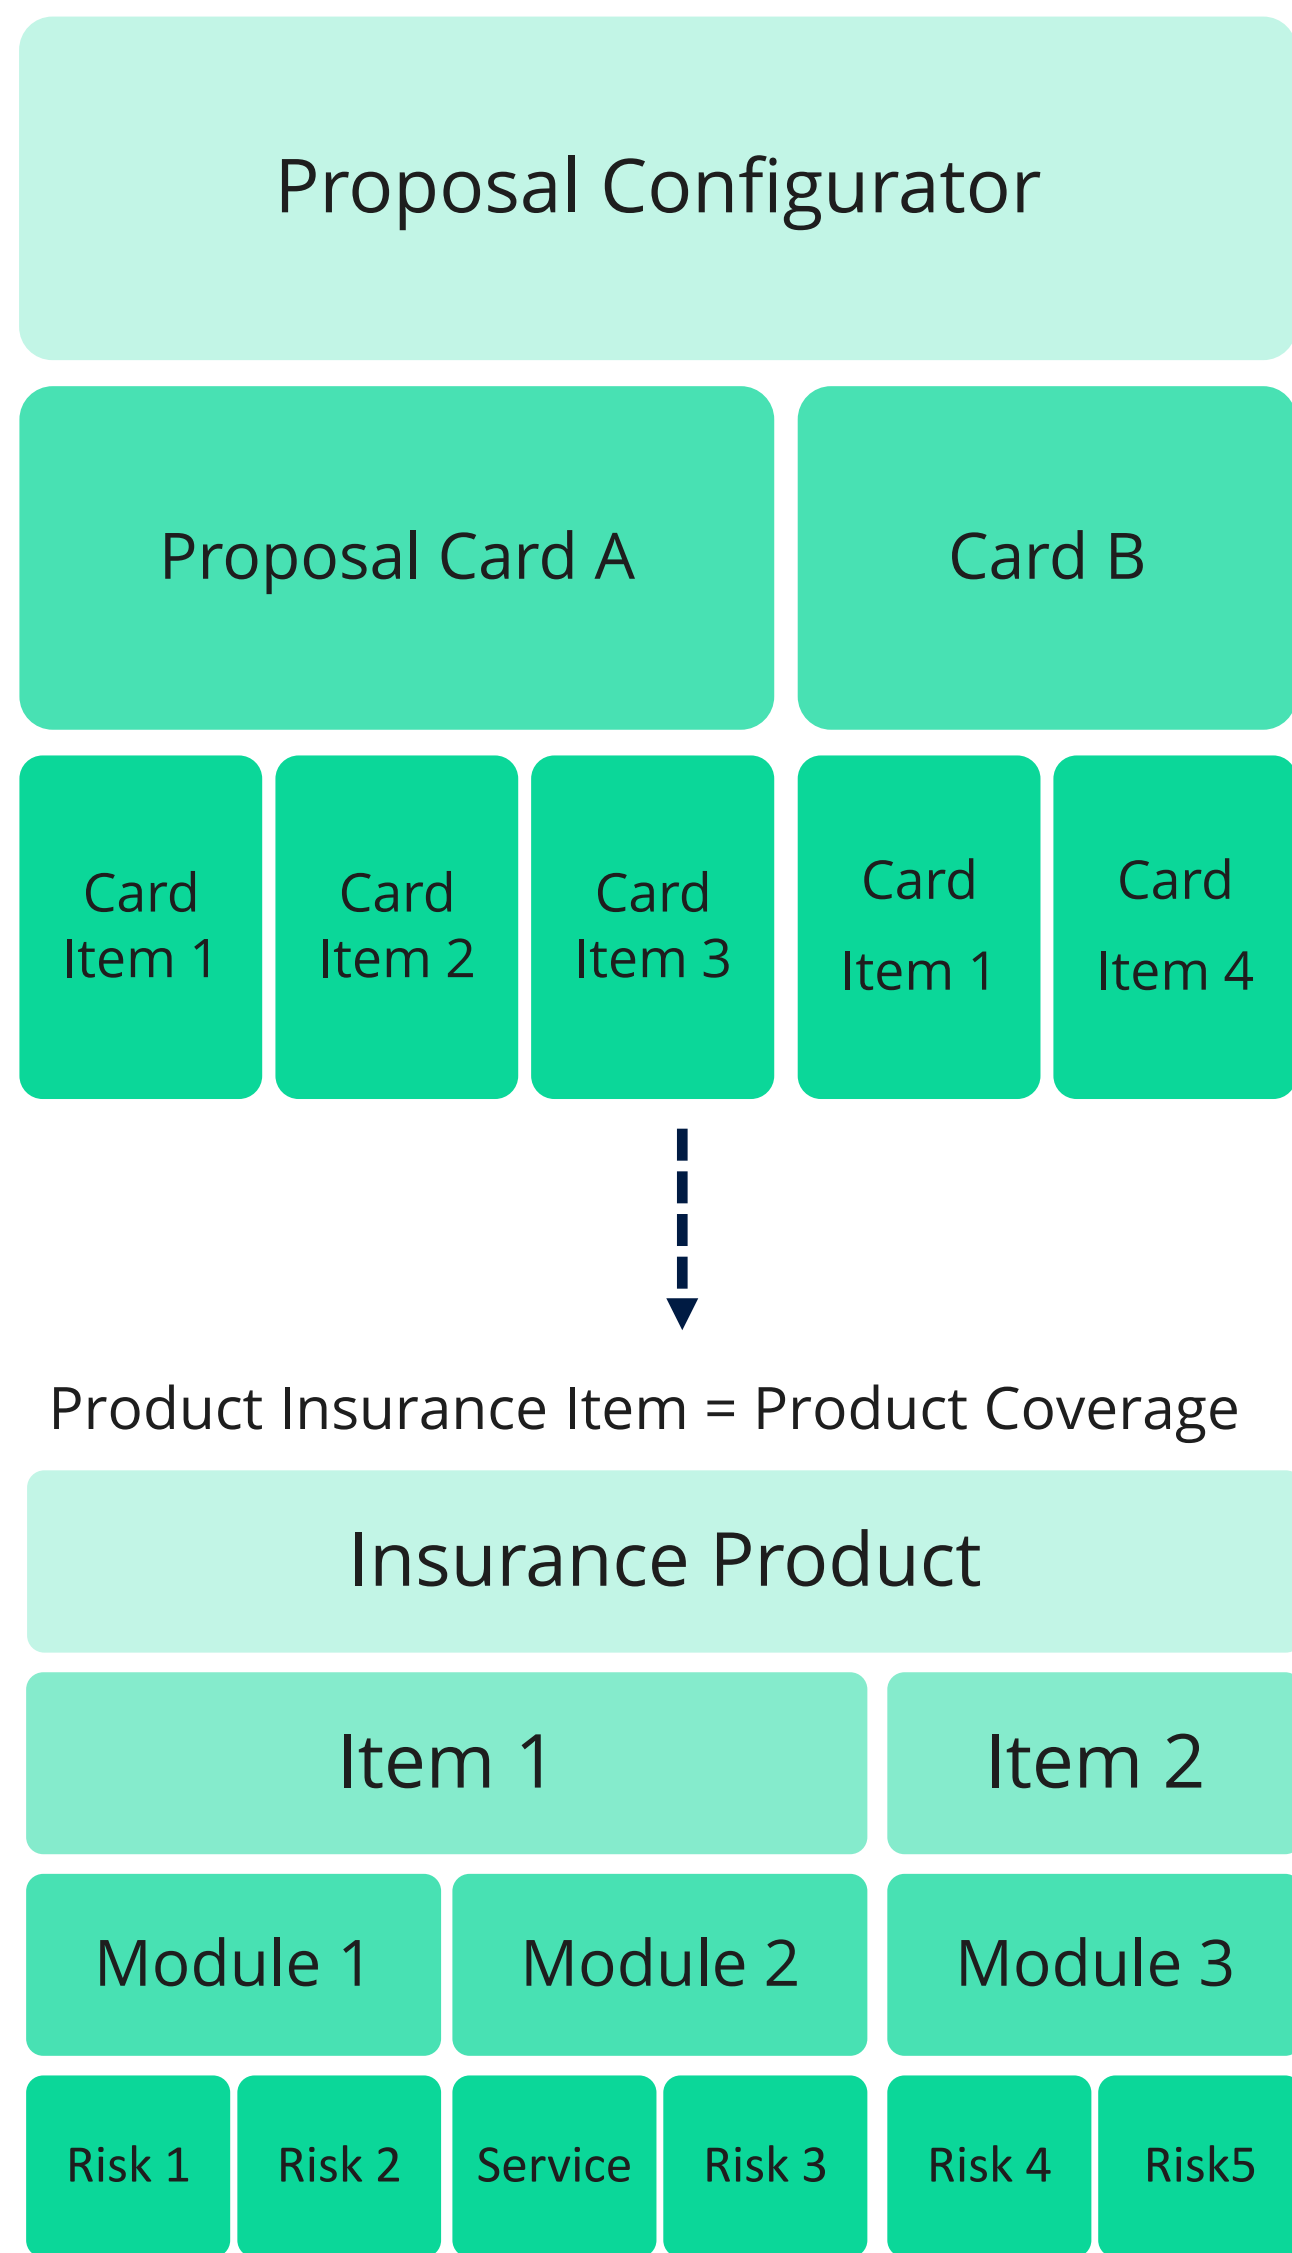 Proposal Configurator
Proposal Card A
Card B
Card
Item 1
Card
Item 2
Card
Item 3
Card
Item 1
Card
Item 4
Product Insurance Item = Product Coverage
Insurance Product
Item 1
Item 2
Module 1
Module 2
Module 3
Risk 1
Risk 2
Service
Risk 3
Risk 4
Risk5